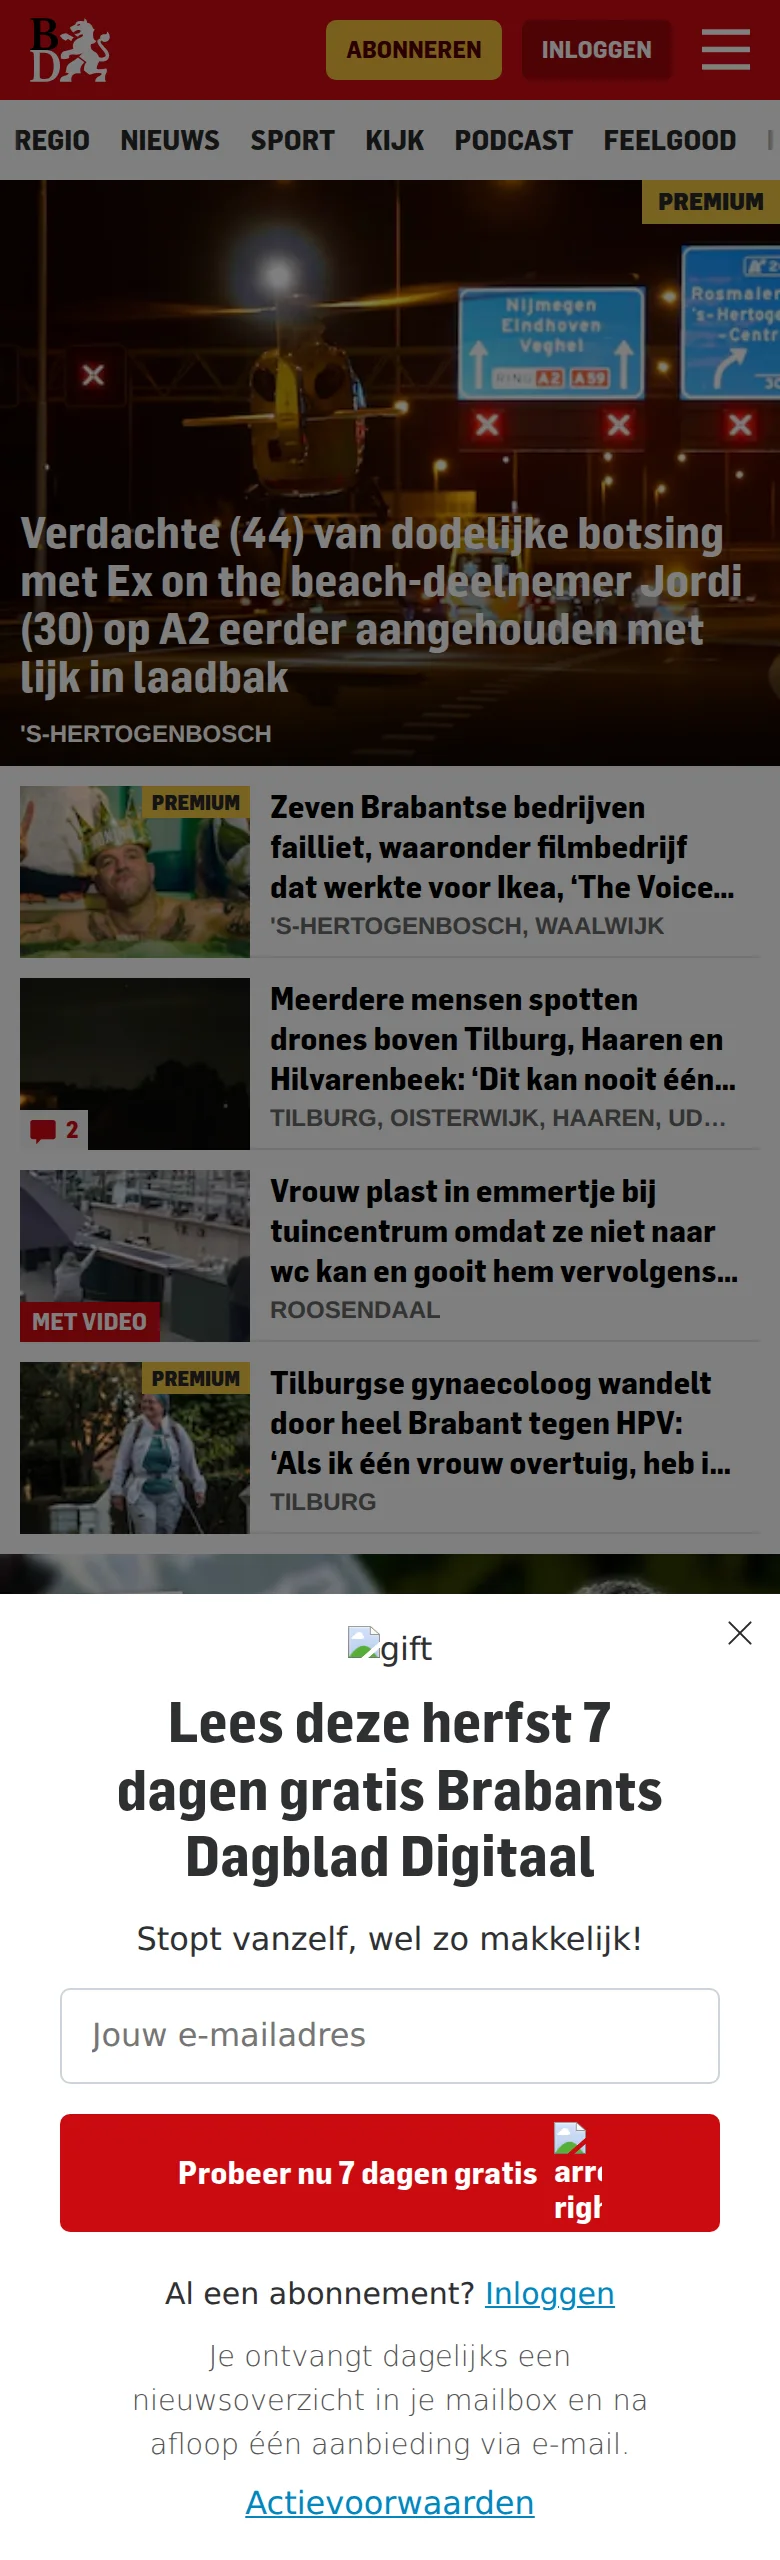 BD
ABONNEREN
INLOGGEN
REGIO NIEUWS SPORT KIJK PODCAST FEELGOOD
PREMIUM
Nijmegen
Eindhoven
Veghel
RING A2 A59
Rosmalen
's-Hertoge
-Centr
Verdachte (44) van dodelijke botsing
met Ex on the beach-deelnemer Jordi
(30) op A2 eerder aangehouden met
lijk in laadbak
'S-HERTOGENBOSCH
PREMIUM
Zeven Brabantse bedrijven
failliet, waaronder filmbedrijf
dat werkte voor Ikea, ‘The Voice...
'S-HERTOGENBOSCH, WAALWIJK
2
Meerdere mensen spotten
drones boven Tilburg, Haaren en
Hilvarenbeek: ‘Dit kan nooit één...
TILBURG, OISTERWIJK, HAAREN, UD...
MET VIDEO
Vrouw plast in emmertje bij
tuincentrum omdat ze niet naar
wc kan en gooit hem vervolgens...
ROOSENDAAL
PREMIUM
Tilburgse gynaecoloog wandelt
door heel Brabant tegen HPV:
‘Als ik één vrouw overtuig, heb i...
TILBURG
gift
Lees deze herfst 7
dagen gratis Brabants
Dagblad Digitaal
Stopt vanzelf, wel zo makkelijk!
Jouw e-mailadres
Probeer nu 7 dagen gratis
arro
righ
Al een abonnement? Inloggen
Je ontvangt dagelijks een
nieuwsoverzicht in je mailbox en na
afloop één aanbieding via e-mail.
Actievoorwaarden